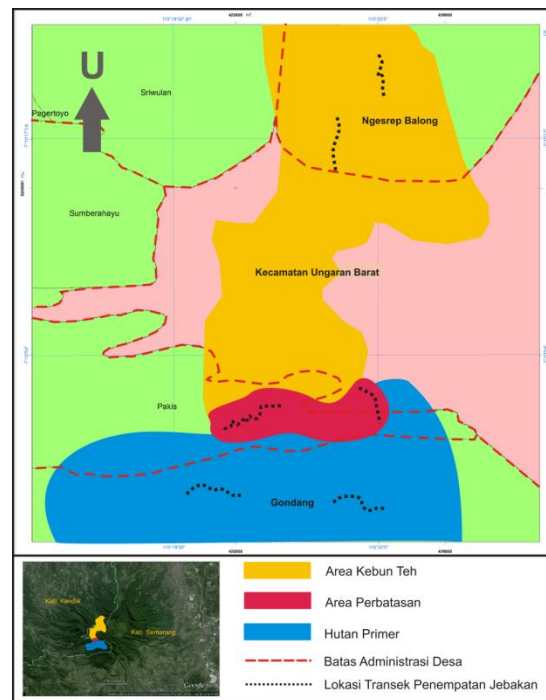 U
Sriwulan
Pagertoyo
Ngesrep Balong
Sumberahayu
Kecamatan Ungaran Barat
Pakis
Gondang
Kab. Kendal
Kab. Semarang
Google
Area Kebun Teh
Area Perbatasan
Hutan Primer
Batas Administrasi Desa
Lokasi Transek Penempatan Jebakan